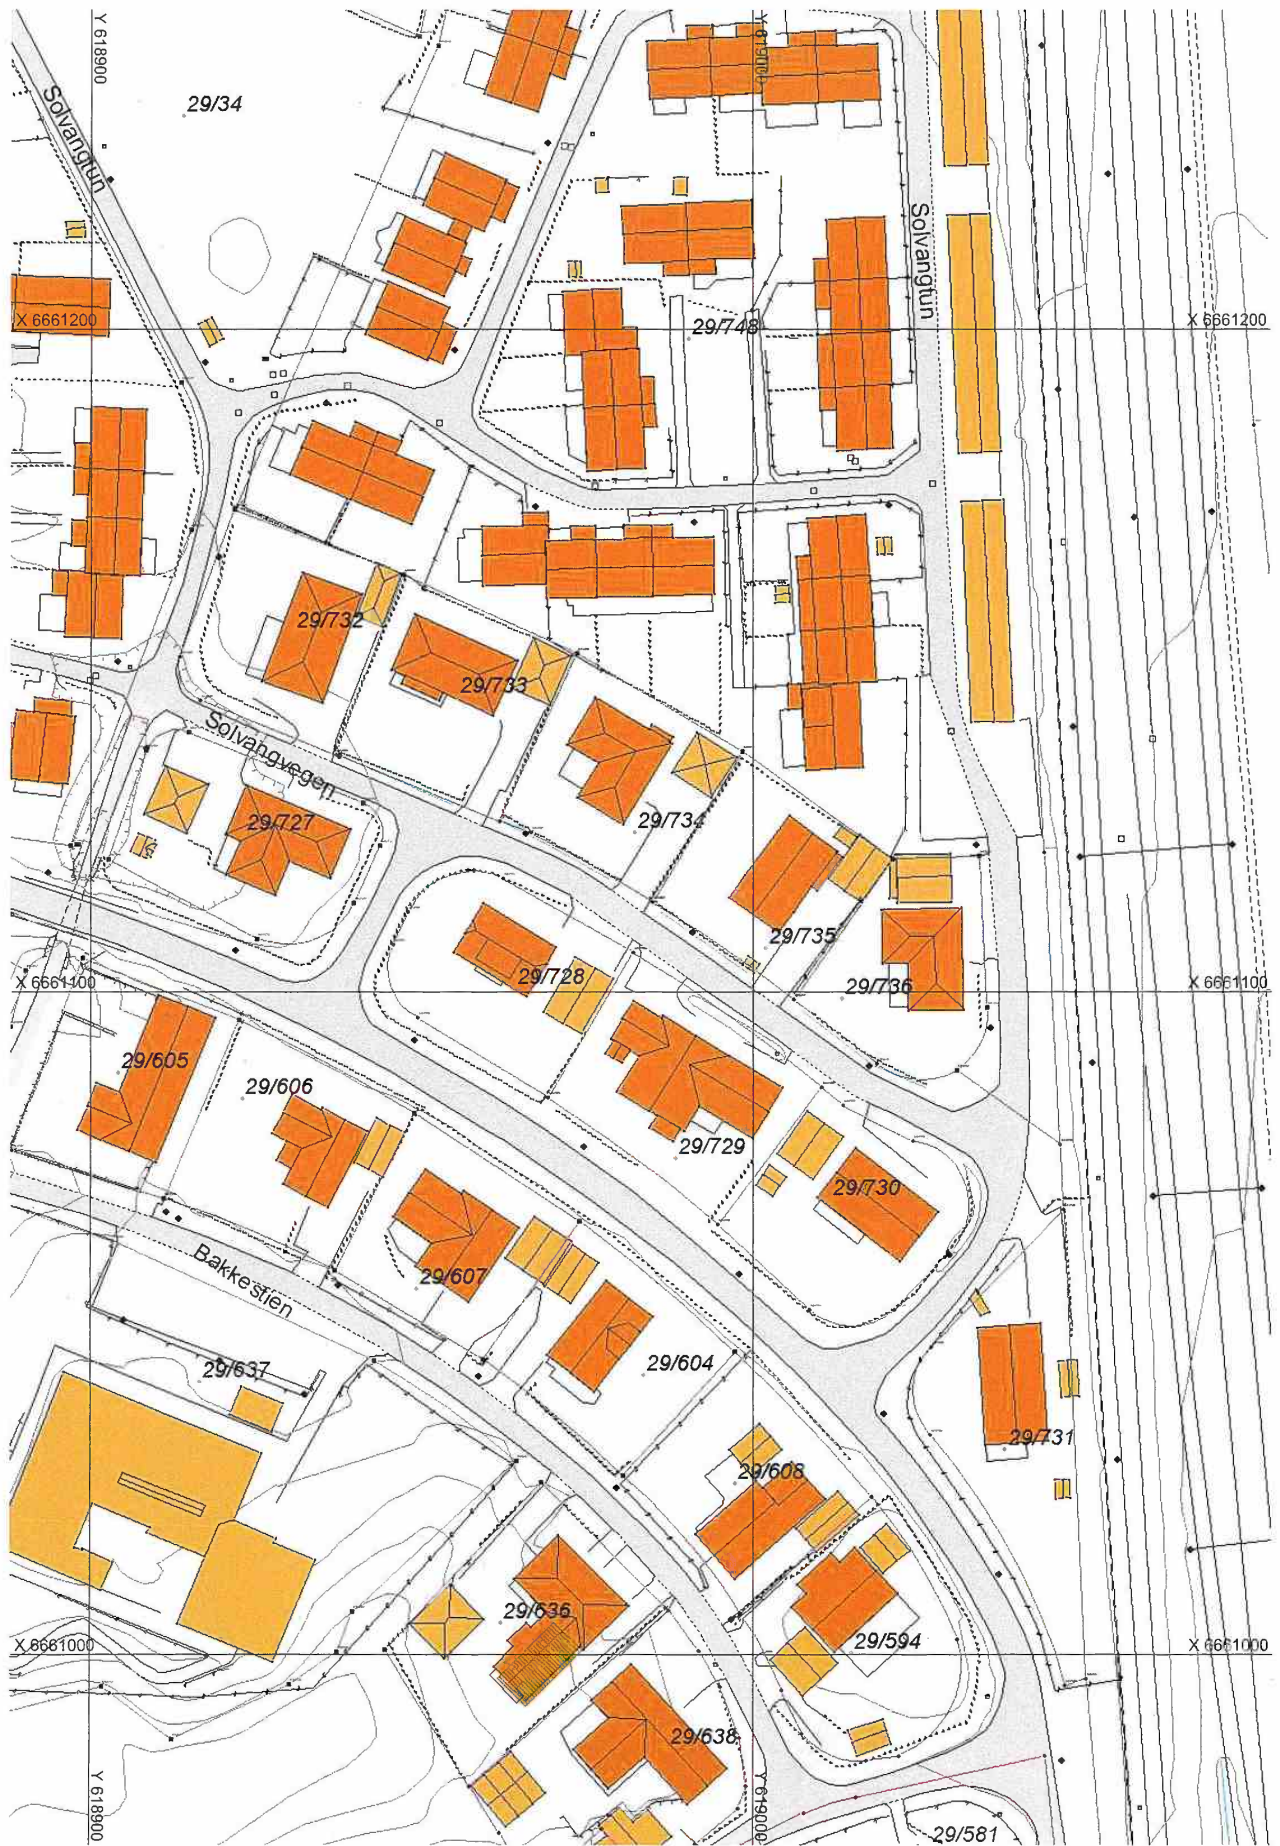 Y 618900
Y 619000
29/34
Solvangtun
Solvangtun
X 6661200
29/748
X 6661200
29/732
29/733
Solvangvegen
29/727
29/734
29/735
29/728
X 6661100
29/736
X 6661100
29/605
29/606
29/729
29/730
Bakkestien
29/607
29/637
29/604
29/731
29/608
29/636
29/594
X 6661000
X 6661000
29/638
Y 618900
Y 619000
29/581